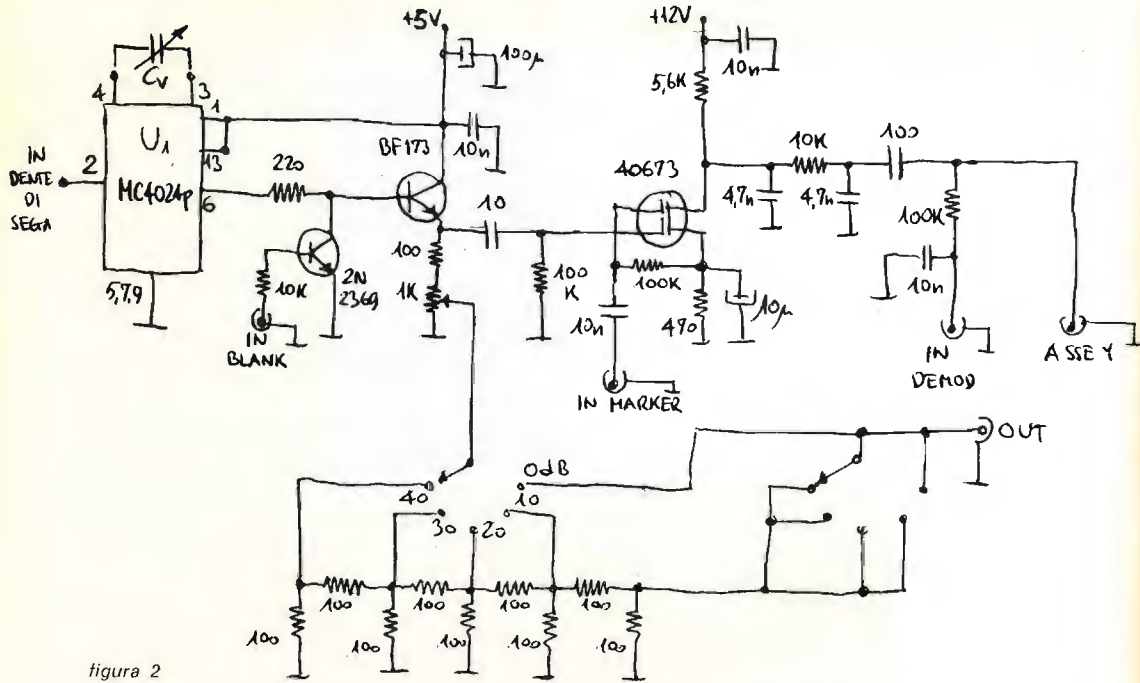 +5V
+12V
100µ
10n
5,6K
Cv
4
3
1
U1
13
IN
DENTE
DI
SEGA
2
MC4024p
6
220
BF173
10n
40673
10K
100
10
4,7n
4,7n
100K
100
1K
100
K
100K
10K
2N
2369
10n
470
10µ
10n
5,7,9
IN
BLANK
IN
DEMOD
ASSE Y
IN MARKER
OUT
0dB
40
10
30
20
100
100
100
100
100
100
100
100
100
figura 2